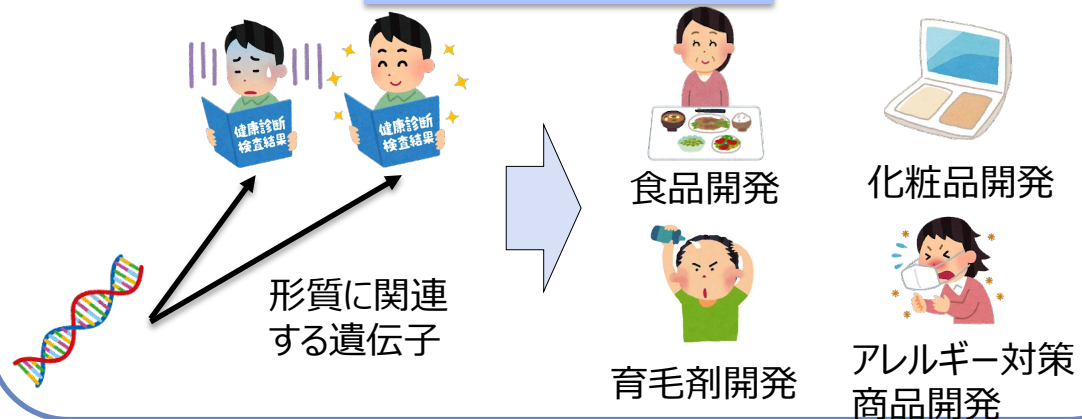 健康診断
検査結果
健康診断
検査結果
形質に関連
する遺伝子
食品開発
化粧品開発
育毛剤開発
アレルギー対策
商品開発